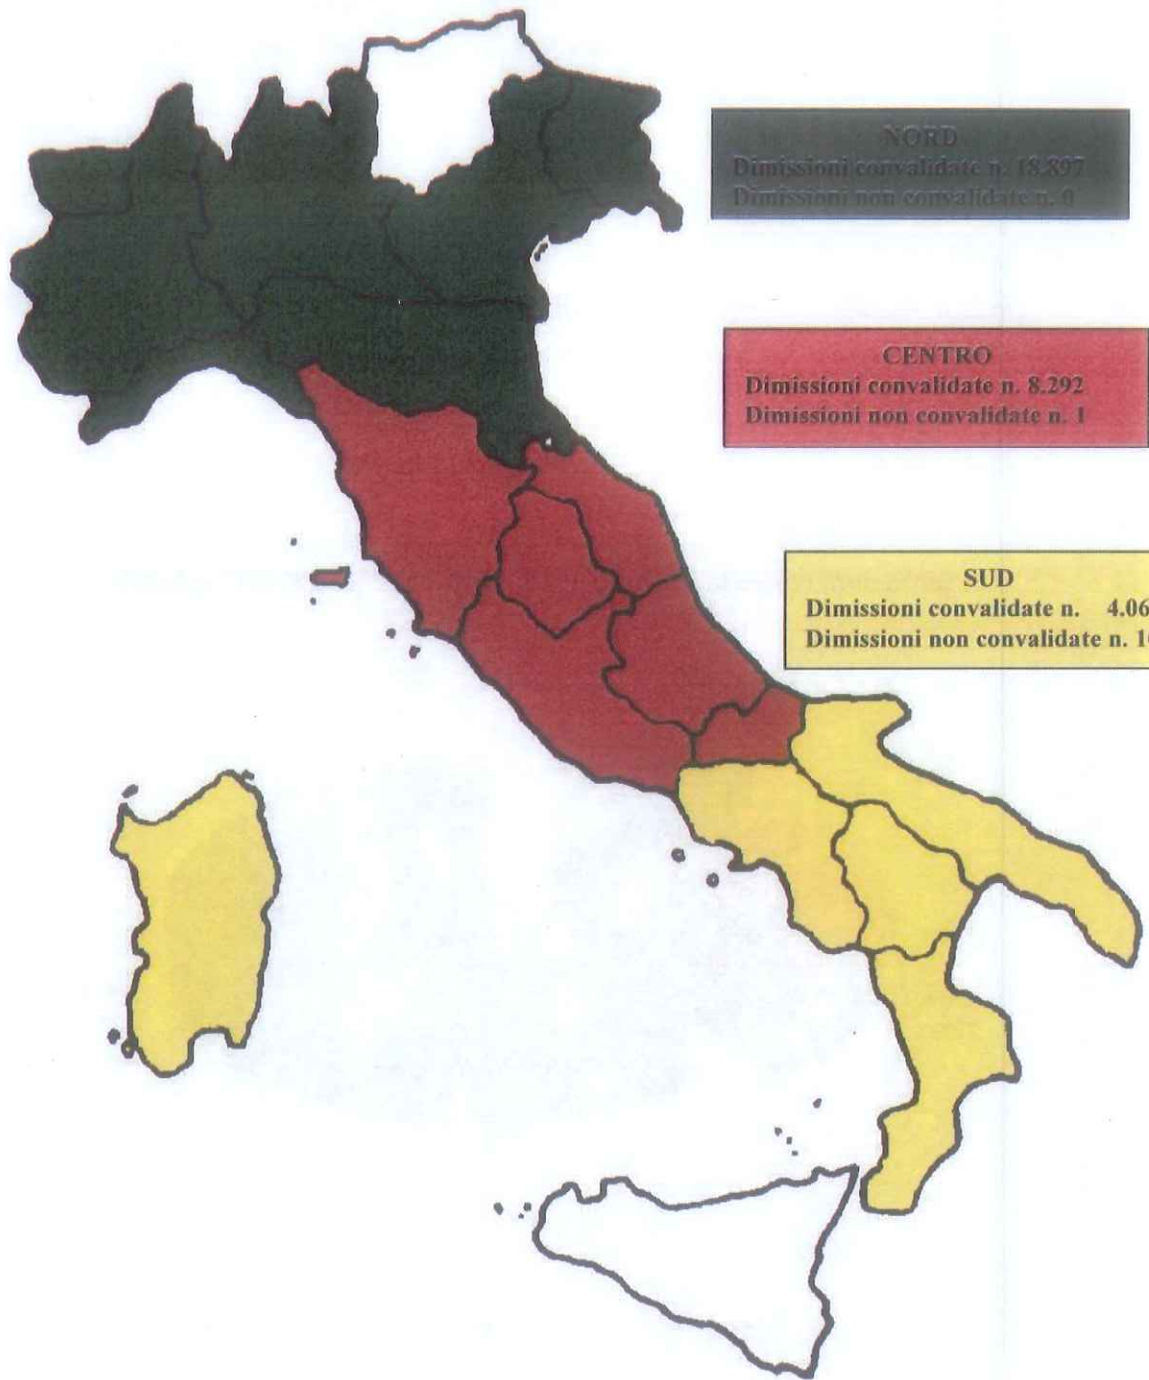 NORD
Dimissioni convalidate n. 18.897
Dimissioni non convalidate n. 0
CENTRO
Dimissioni convalidate n. 8.292
Dimissioni non convalidate n. 1
SUD
Dimissioni convalidate n.
Dimissioni non convalidate n.